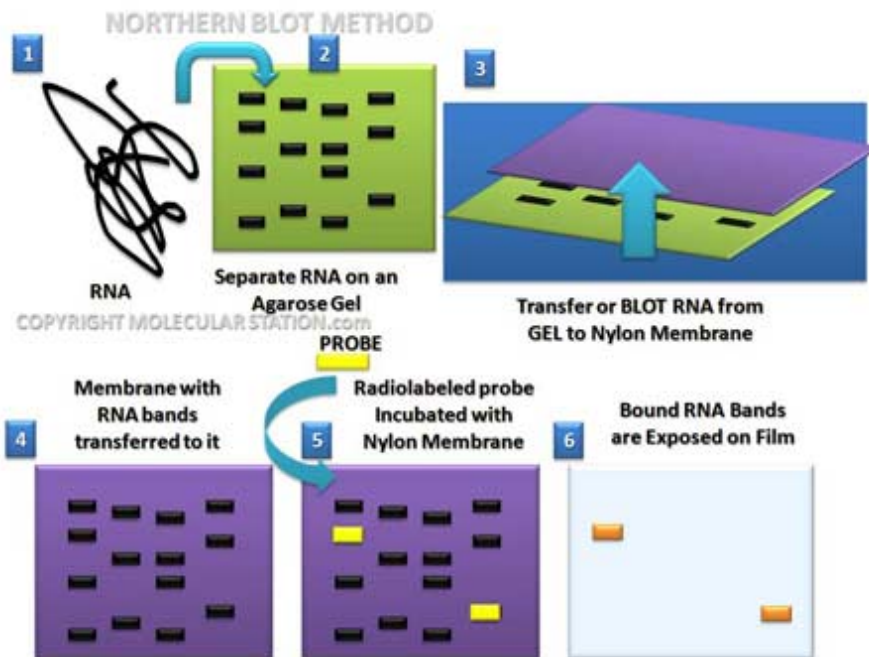 NORTHERN BLOT METHOD
1
2
3
RNA
Separate RNA on an
Agarose Gel
Transfer or BLOT RNA from
GEL to Nylon Membrane
COPYRIGHT MOLECULAR STATION.com
PROBE
4
Membrane with
RNA bands
transferred to it
5
Radiolabeled probe
Incubated with
Nylon Membrane
6
Bound RNA Bands
are Exposed on Film